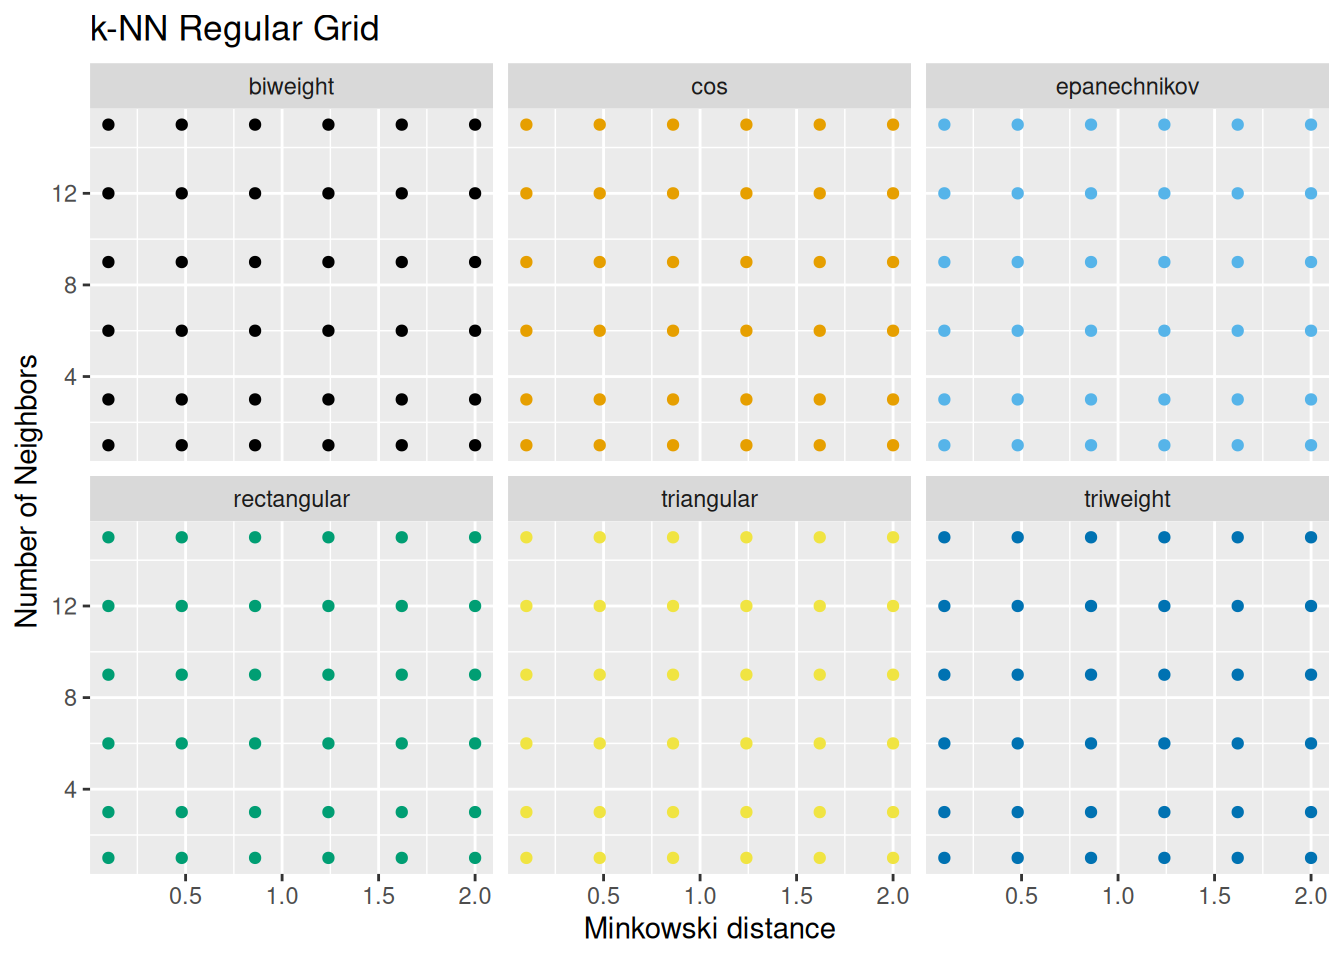 k-NN Regular Grid
biweight
cos
epanechnikov
12
8
4
rectangular
triangular
triweight
12
8
4
0.5 1.0 1.5 2.0
0.5 1.0 1.5 2.0
0.5 1.0 1.5 2.0
Minkowski distance
Number of Neighbors